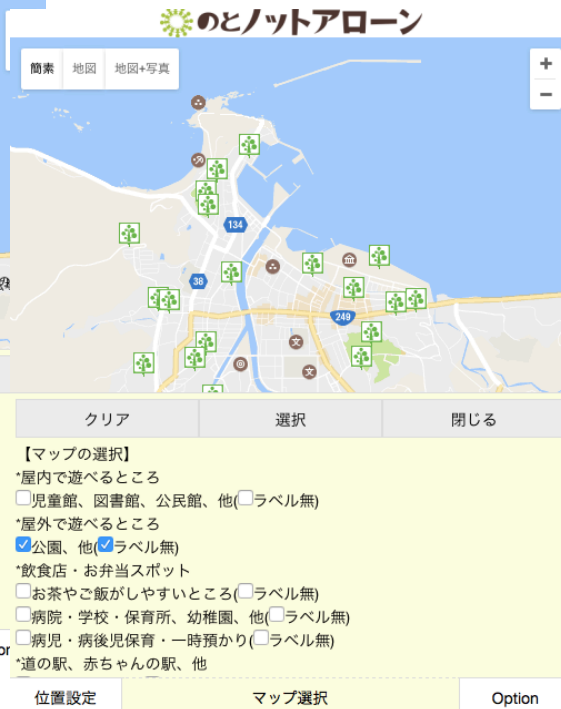 のとノットアローン
簡素 地図 地図+写真
+
−
134
38
249
文
文
クリア 選択 閉じる
【マップの選択】
*屋内で遊べるところ
児童館、図書館、公民館、他(ラベル無)
*屋外で遊べるところ
公園、他(ラベル無)
*飲食店・お弁当スポット
お茶やご飯がしやすいところ(ラベル無)
病院・学校・保育所、幼稚園、他(ラベル無)
病児・病後児保育・一時預かり(ラベル無)
*道の駅、赤ちゃんの駅、他
位置設定 マップ選択 Option